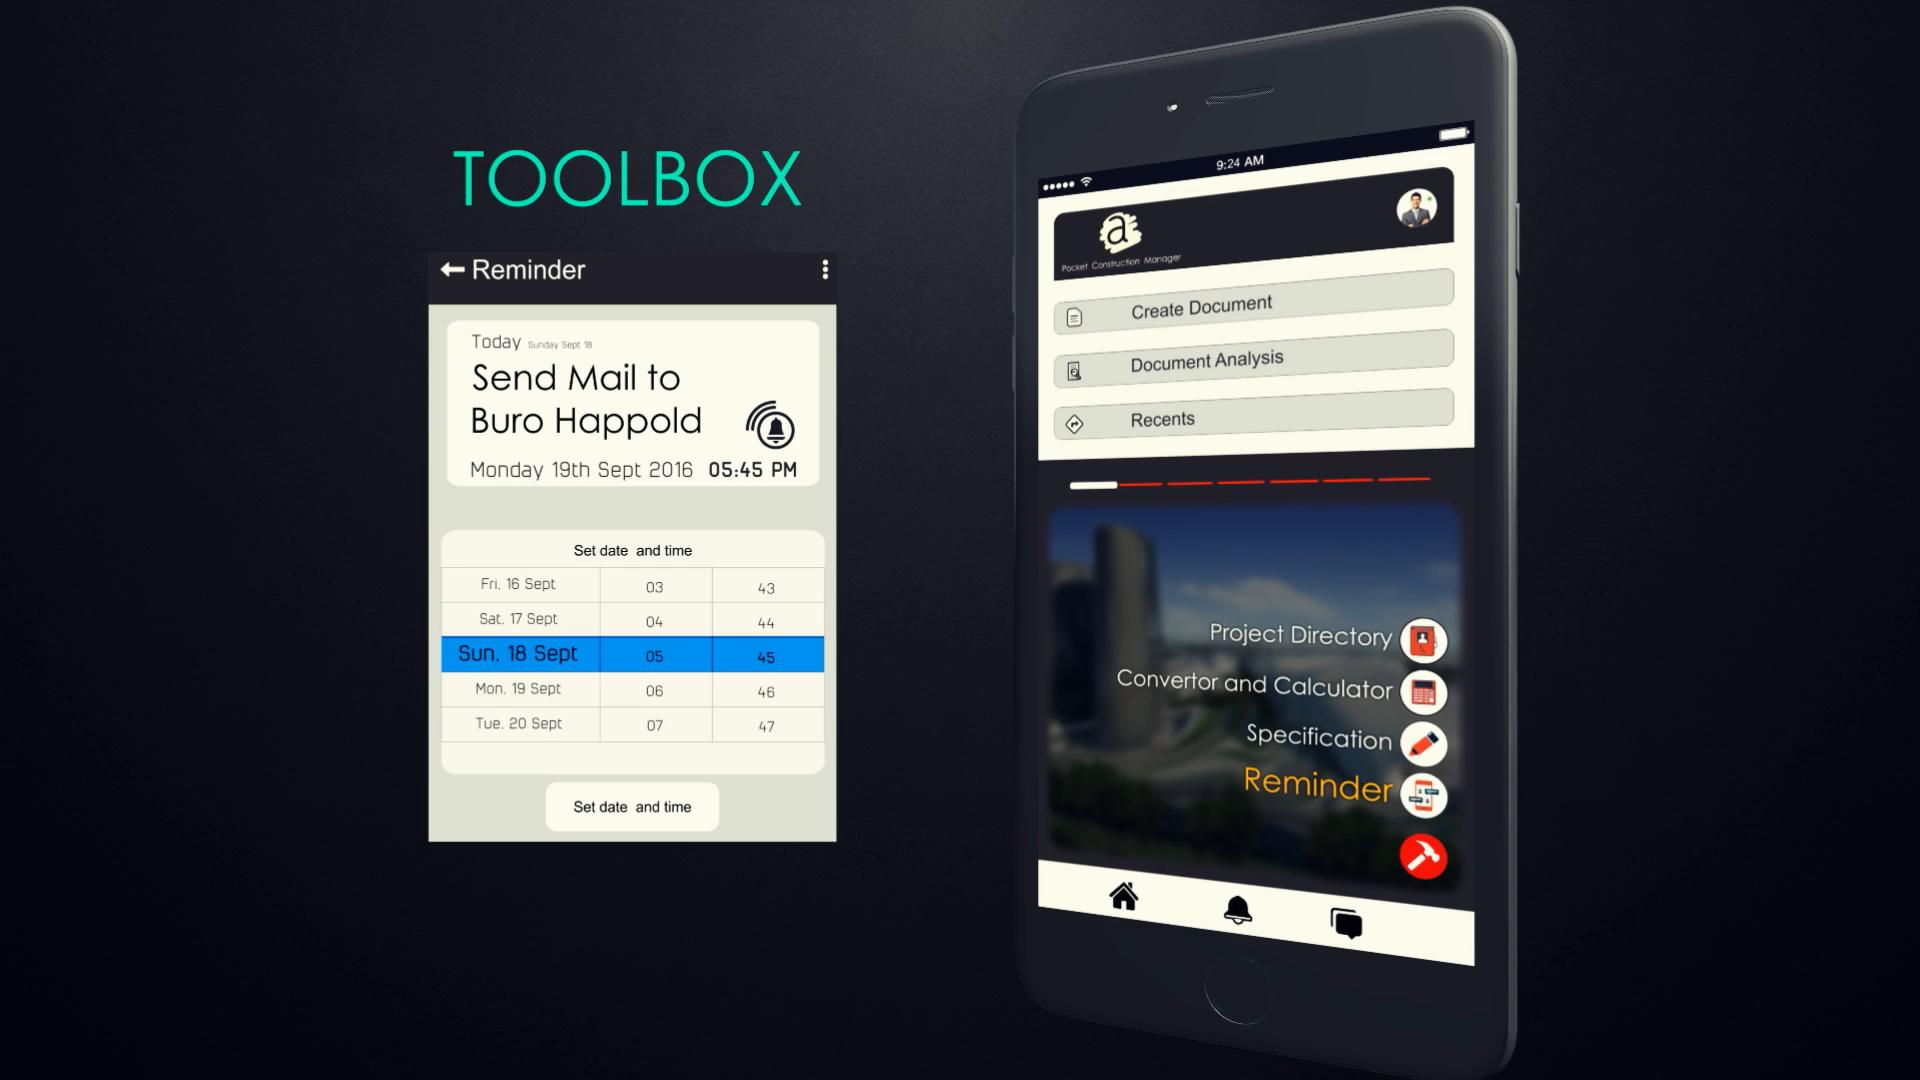 TOOLBOX
Reminder
Today Sunday Sept 18
Send Mail to
Buro Happold
Monday 19th Sept 2016 05:45 PM
Set date and time
Fri. 16 Sept 03 43
Sat. 17 Sept 04 44
Sun. 18 Sept 05 45
Mon. 19 Sept 06 46
Tue. 20 Sept 07 47
Set date and time
9:24 AM
a
Pocket Construction Manager
Create Document
Document Analysis
Recents
Project Directory
Convertor and Calculator
Specification
Reminder